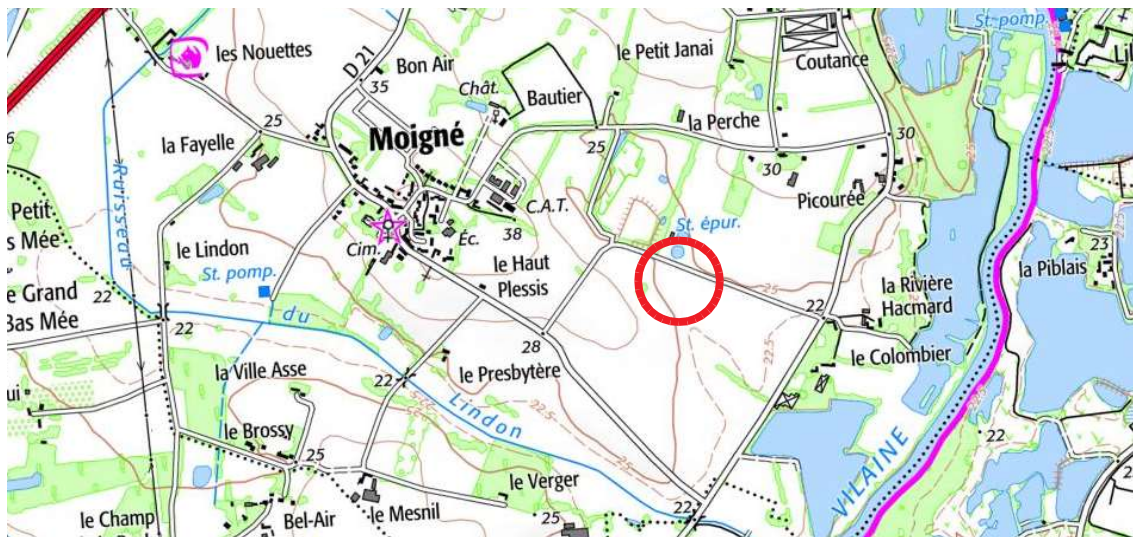 St. pomp.
les Nouettes
D 21
Bon Air
le Petit Janai
Coutance
35
Chât.
Bautier
la Perche
25
la Fayelle
Moigné
25
30
30
Ruisseau
C.A.T.
Picourée
Petit
s Mée
Éc.
38
St. épur.
23
le Lindon
Cim.
la Piblais
St. pomp.
le Haut
Plessis
25
la Rivière
Hacmard
e Grand
Bas Mée
22
22
du
22
28
22.5
le Colombier
la Ville Asse
22
le Presbytère
ui
Lindon
22.5
25
le Brossy
22
25
VILAINE
le Verger
22
le Champ
Bel-Air
le Mesnil
25